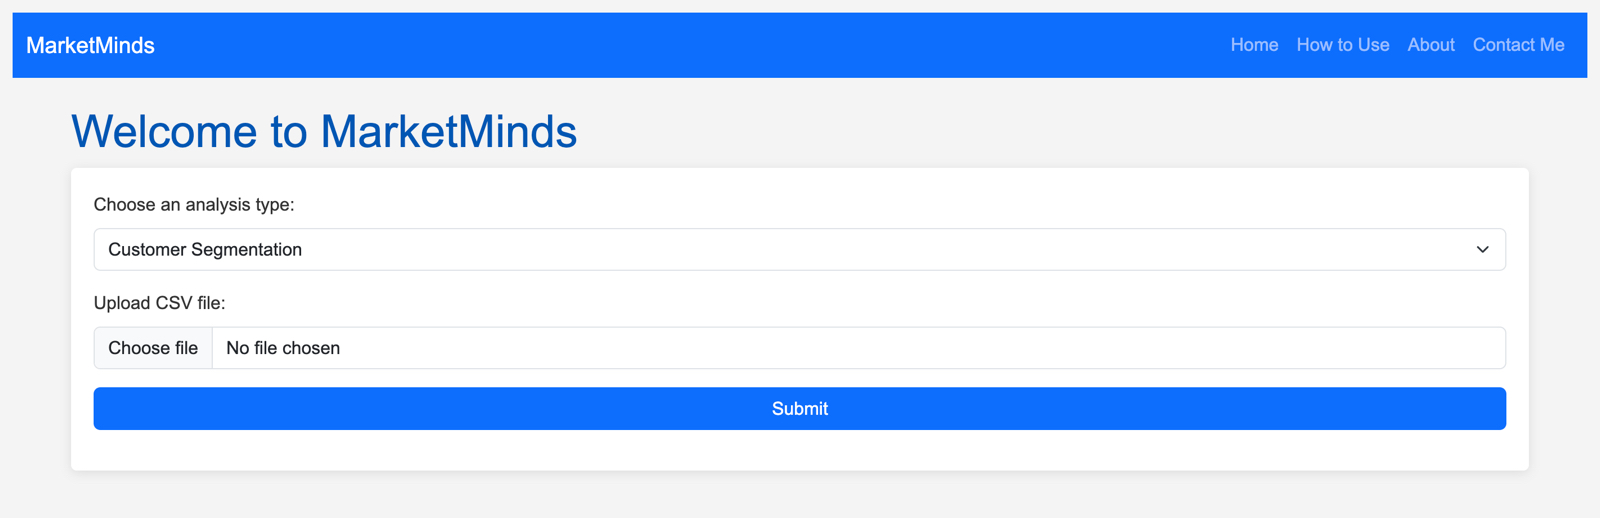 MarketMinds
Home How to Use About Contact Me
Welcome to MarketMinds
Choose an analysis type:
Customer Segmentation
Upload CSV file:
Choose file No file chosen
Submit